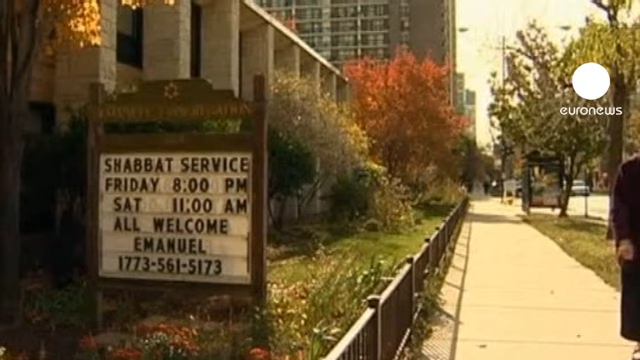 euronews
SHABBAT SERVICE
FRIDAY 8:00 PM
SAT 11:00 AM
ALL WELCOME
EMANUEL
1773-561-5173